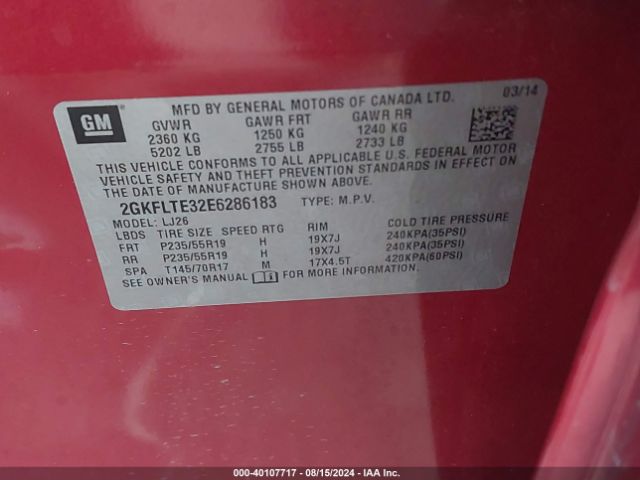 GM
MFD BY GENERAL MOTORS OF CANADA LTD. 03/14
GVWR GAWR FRT GAWR RR
2360 KG 1250 KG 1240 KG
5202 LB 2755 LB 2733 LB
THIS VEHICLE CONFORMS TO ALL APPLICABLE U.S. FEDERAL MOTOR
VEHICLE SAFETY AND THEFT PREVENTION STANDARDS IN EFFECT ON
THE DATE OF MANUFACTURE SHOWN ABOVE.
2GKFLTE32E6286183 TYPE: M.P.V.
MODEL: LJ26
LBDS TIRE SIZE SPEED RTG RIM COLD TIRE PRESSURE
FRT P235/55R19 H 19X7J 240KPA(35PSI)
RR P235/55R19 H 19X7J 240KPA(35PSI)
SPA T145/70R17 M 17X4.5T 420KPA(60PSI)
SEE OWNER'S MANUAL FOR MORE INFORMATION
000-40107717 - 08/15/2024 - IAA Inc.